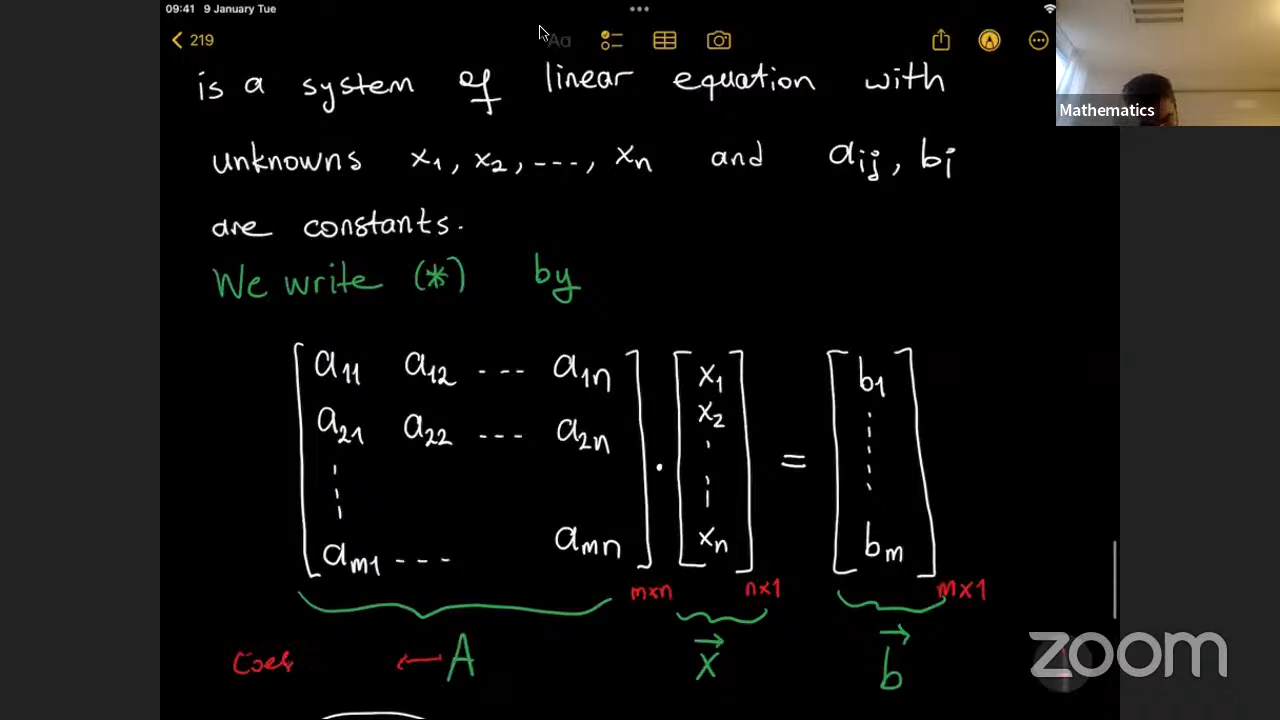 09:41 9 January Tue
219
Aa
Mathematics
is a system of linear equation with
unknowns x₁, x₂, ---, xₙ and aᵢⱼ, bᵢ
are constants.
We write (*) by
[a₁₁ a₁₂ --- a₁ₙ] [x₁] [b₁]
[a₂₁ a₂₂ --- a₂ₙ] · [x₂] = [⋮]
[⋮] [⋮] [⋮]
[aₘ₁ --- aₘₙ] [xₙ] [bₘ]
m×n n×1 m×1
Coef ← A x⃗ b⃗
zoom